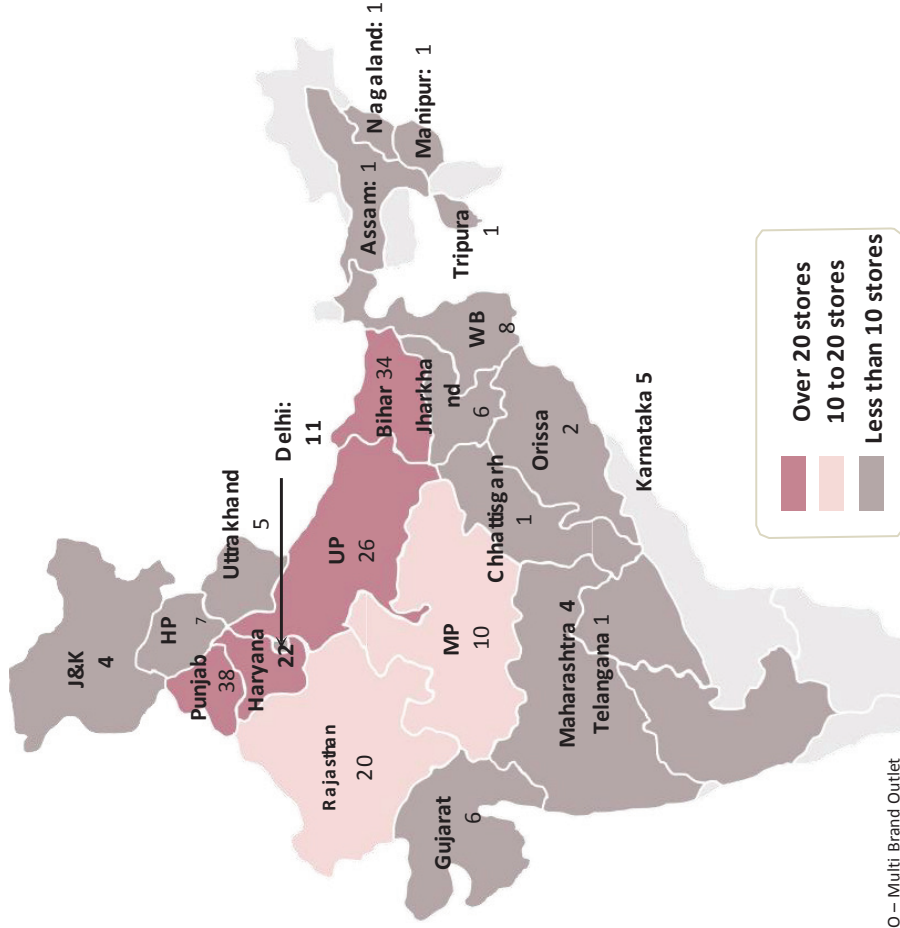 J&K
4
HP
7
Punjab
38
Uttrakhand
5
Haryana
22
Delhi:
11
UP
26
Bihar 34
Rajasthan
20
MP
10
Gujarat
6
Jharkha
nd
6
WB
8
Chhattisgarh
1
Orissa
2
Maharashtra 4
Telangana 1
Karnataka 5
Assam: 1
Nagaland: 1
Manipur: 1
Tripura
1
Over 20 stores
10 to 20 stores
Less than 10 stores
O – Multi Brand Outlet